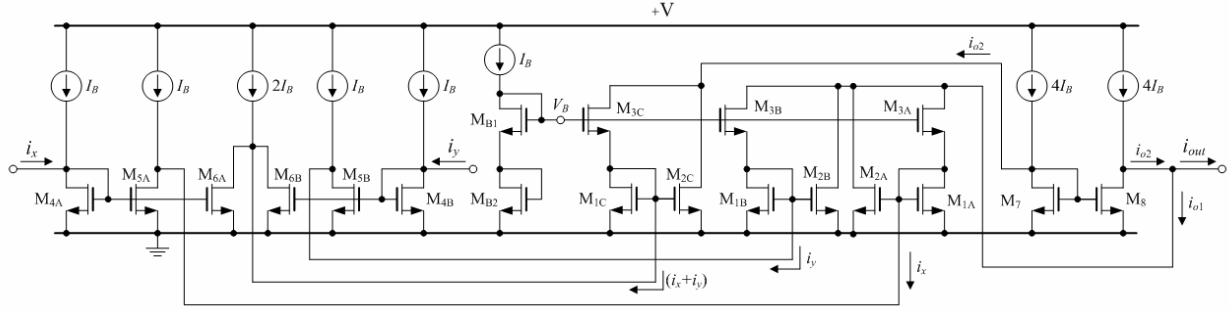 +V
I_B
I_B
2I_B
I_B
I_B
I_B
i_o2
4I_B
4I_B
V_B
M_3C
M_3B
M_3A
M_B1
i_x
i_y
i_o2
i_out
M_4A
M_5A
M_6A
M_6B
M_5B
M_4B
M_B2
M_1C
M_2C
M_1B
M_2B
M_2A
M_1A
M_7
M_8
i_o1
i_y
i_x
(i_x+i_y)